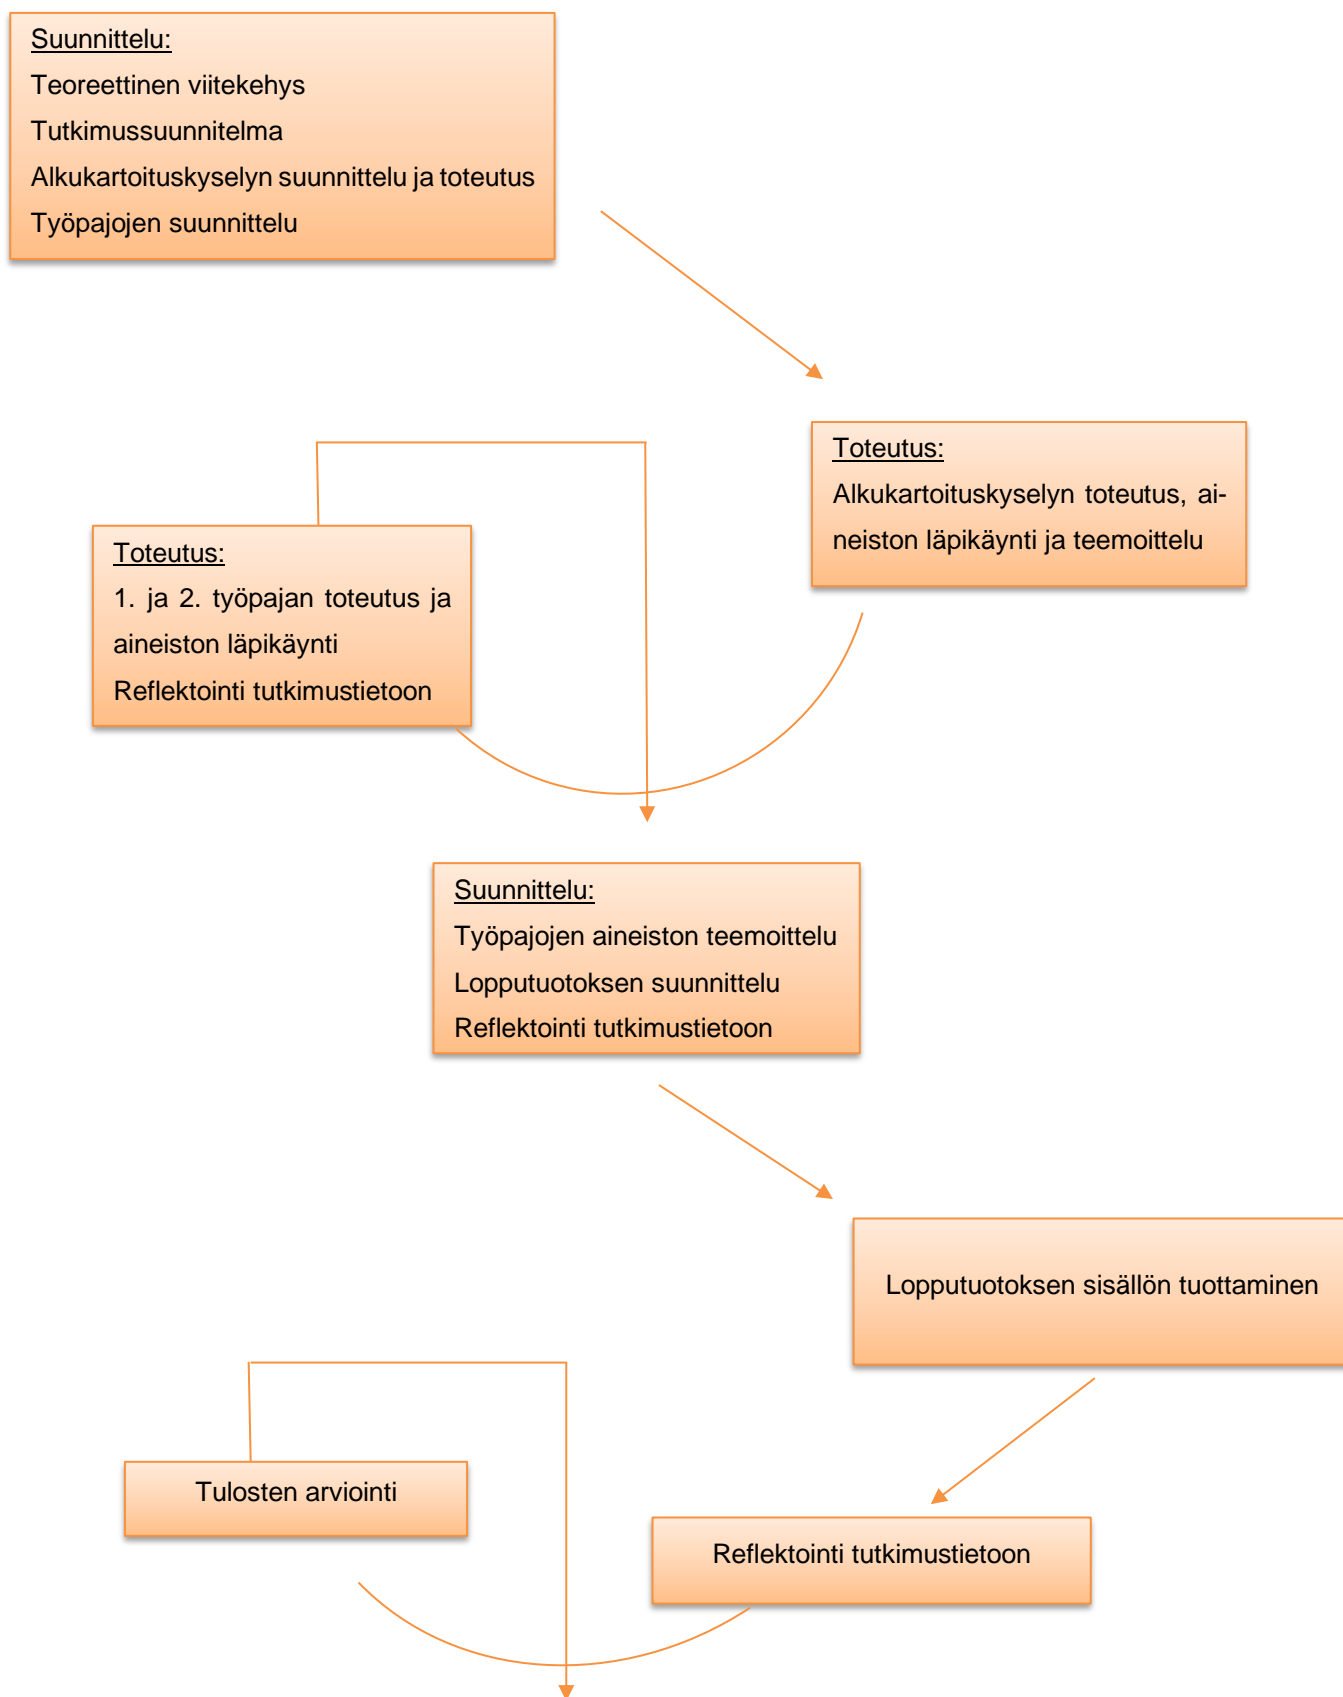 Suunnittelu:
Teoreettinen viitekehys
Tutkimussuunnitelma
Alkukartoituskyselyn suunnittelu ja toteutus
Työpajojen suunnittelu
Toteutus:
Alkukartoituskyselyn toteutus, ai-
neiston läpikäynti ja teemoittelu
Toteutus:
1. ja 2. työpajan toteutus ja
aineiston läpikäynti
Reflektointi tutkimustietoon
Suunnittelu:
Työpajojen aineiston teemoittelu
Lopputuotoksen suunnittelu
Reflektointi tutkimustietoon
Lopputuotoksen sisällön tuottaminen
Reflektointi tutkimustietoon
Tulosten arviointi